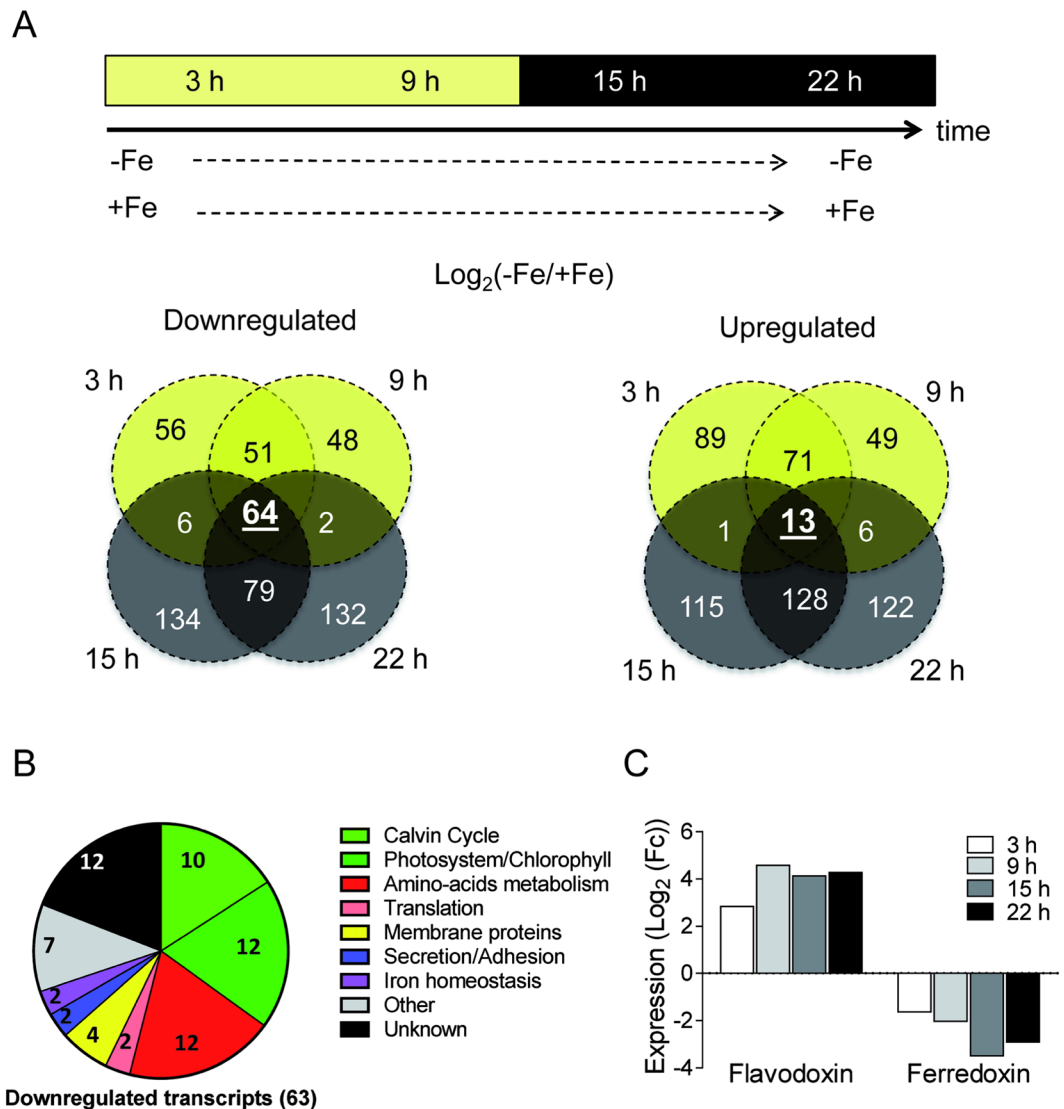 A
3 h 9 h 15 h 22 h
time
-Fe -Fe
+Fe +Fe
Log2(-Fe/+Fe)
Downregulated
3 h 9 h
56 51 48
6 64 2
134 79 132
15 h 22 h
Upregulated
3 h 9 h
89 71 49
1 13 6
115 128 122
15 h 22 h
B
12
10
7
12
2
2
4
2
12
Calvin Cycle
Photosystem/Chlorophyll
Amino-acids metabolism
Translation
Membrane proteins
Secretion/Adhesion
Iron homeostasis
Other
Unknown
Downregulated transcripts (63)
C
Expression (Log2 (Fc))
6
4
2
0
-2
-4
3 h
9 h
15 h
22 h
Flavodoxin Ferredoxin